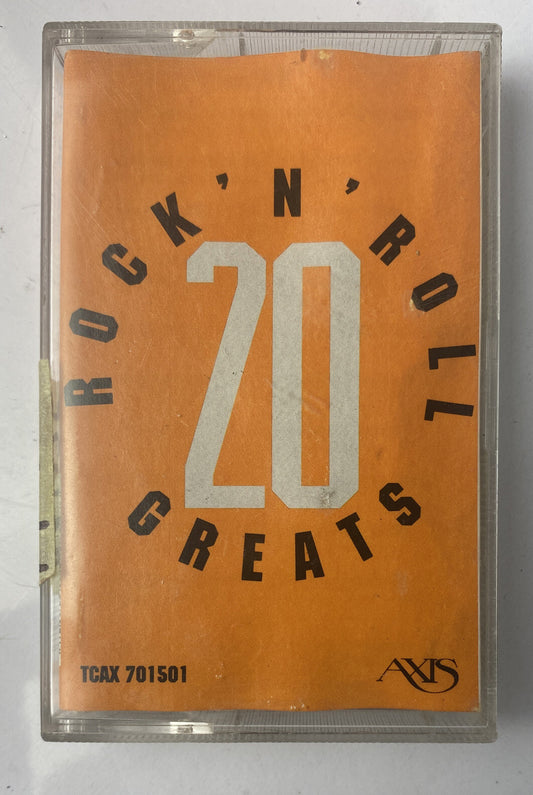 ROCK 'N' ROLL
20
GREATS
TCAX 701501
AXIS